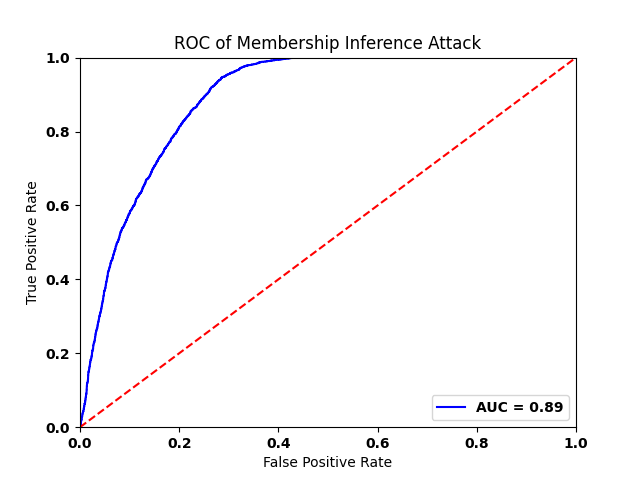 ROC of Membership Inference Attack
True Positive Rate
1.0
0.8
0.6
0.4
0.2
0.0
AUC = 0.89
0.0 0.2 0.4 0.6 0.8 1.0
False Positive Rate